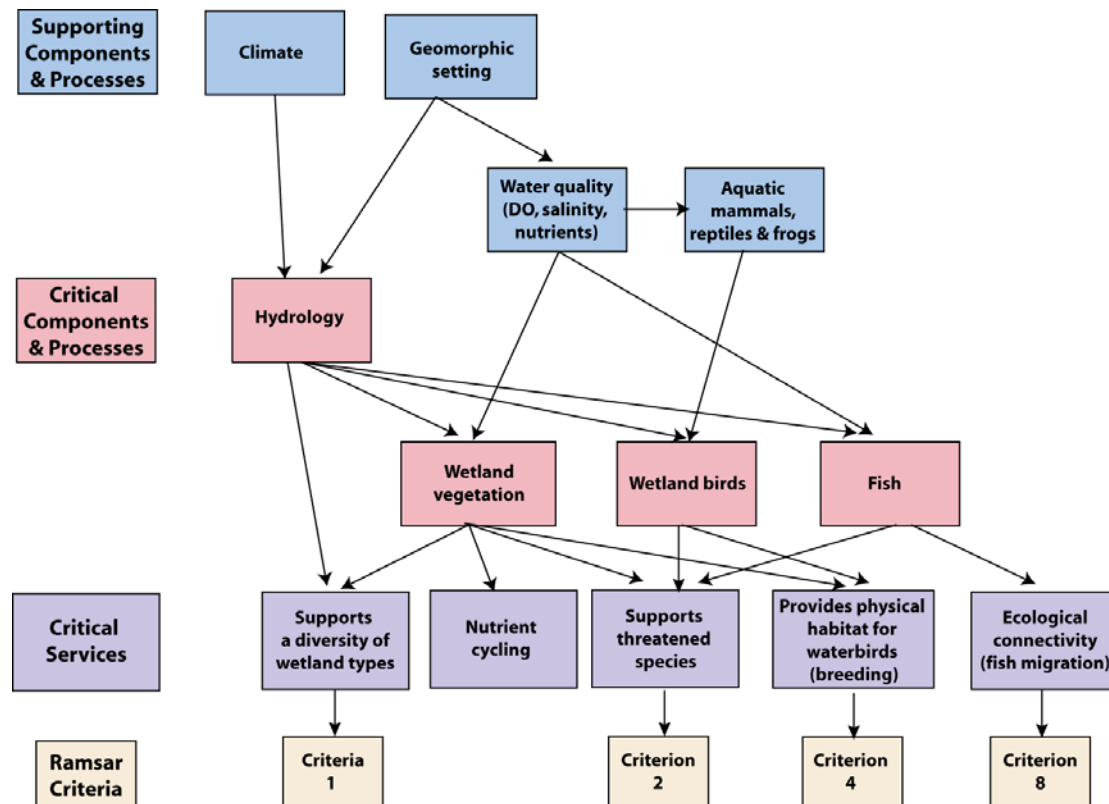 Supporting
Components
& Processes
Climate
Geomorphic
setting
Water quality
(DO, salinity,
nutrients)
Aquatic
mammals,
reptiles & frogs
Critical
Components
& Processes
Hydrology
Wetland
vegetation
Wetland birds
Fish
Critical
Services
Supports
a diversity of
wetland types
Nutrient
cycling
Supports
threatened
species
Provides physical
habitat for
waterbirds
(breeding)
Ecological
connectivity
(fish migration)
Ramsar
Criteria
Criteria
1
Criterion
2
Criterion
4
Criterion
8